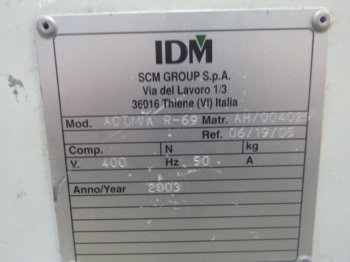 IDM
SCM GROUP S.p.A.
Via del Lavoro 1/3
36016 Thiene (VI) Italia
Mod. ACTIVA R-69 Matr. AH/004025
Ref. 06/19/05
Comp. N kg
V. 400 Hz 50 A
Anno/Year 2003